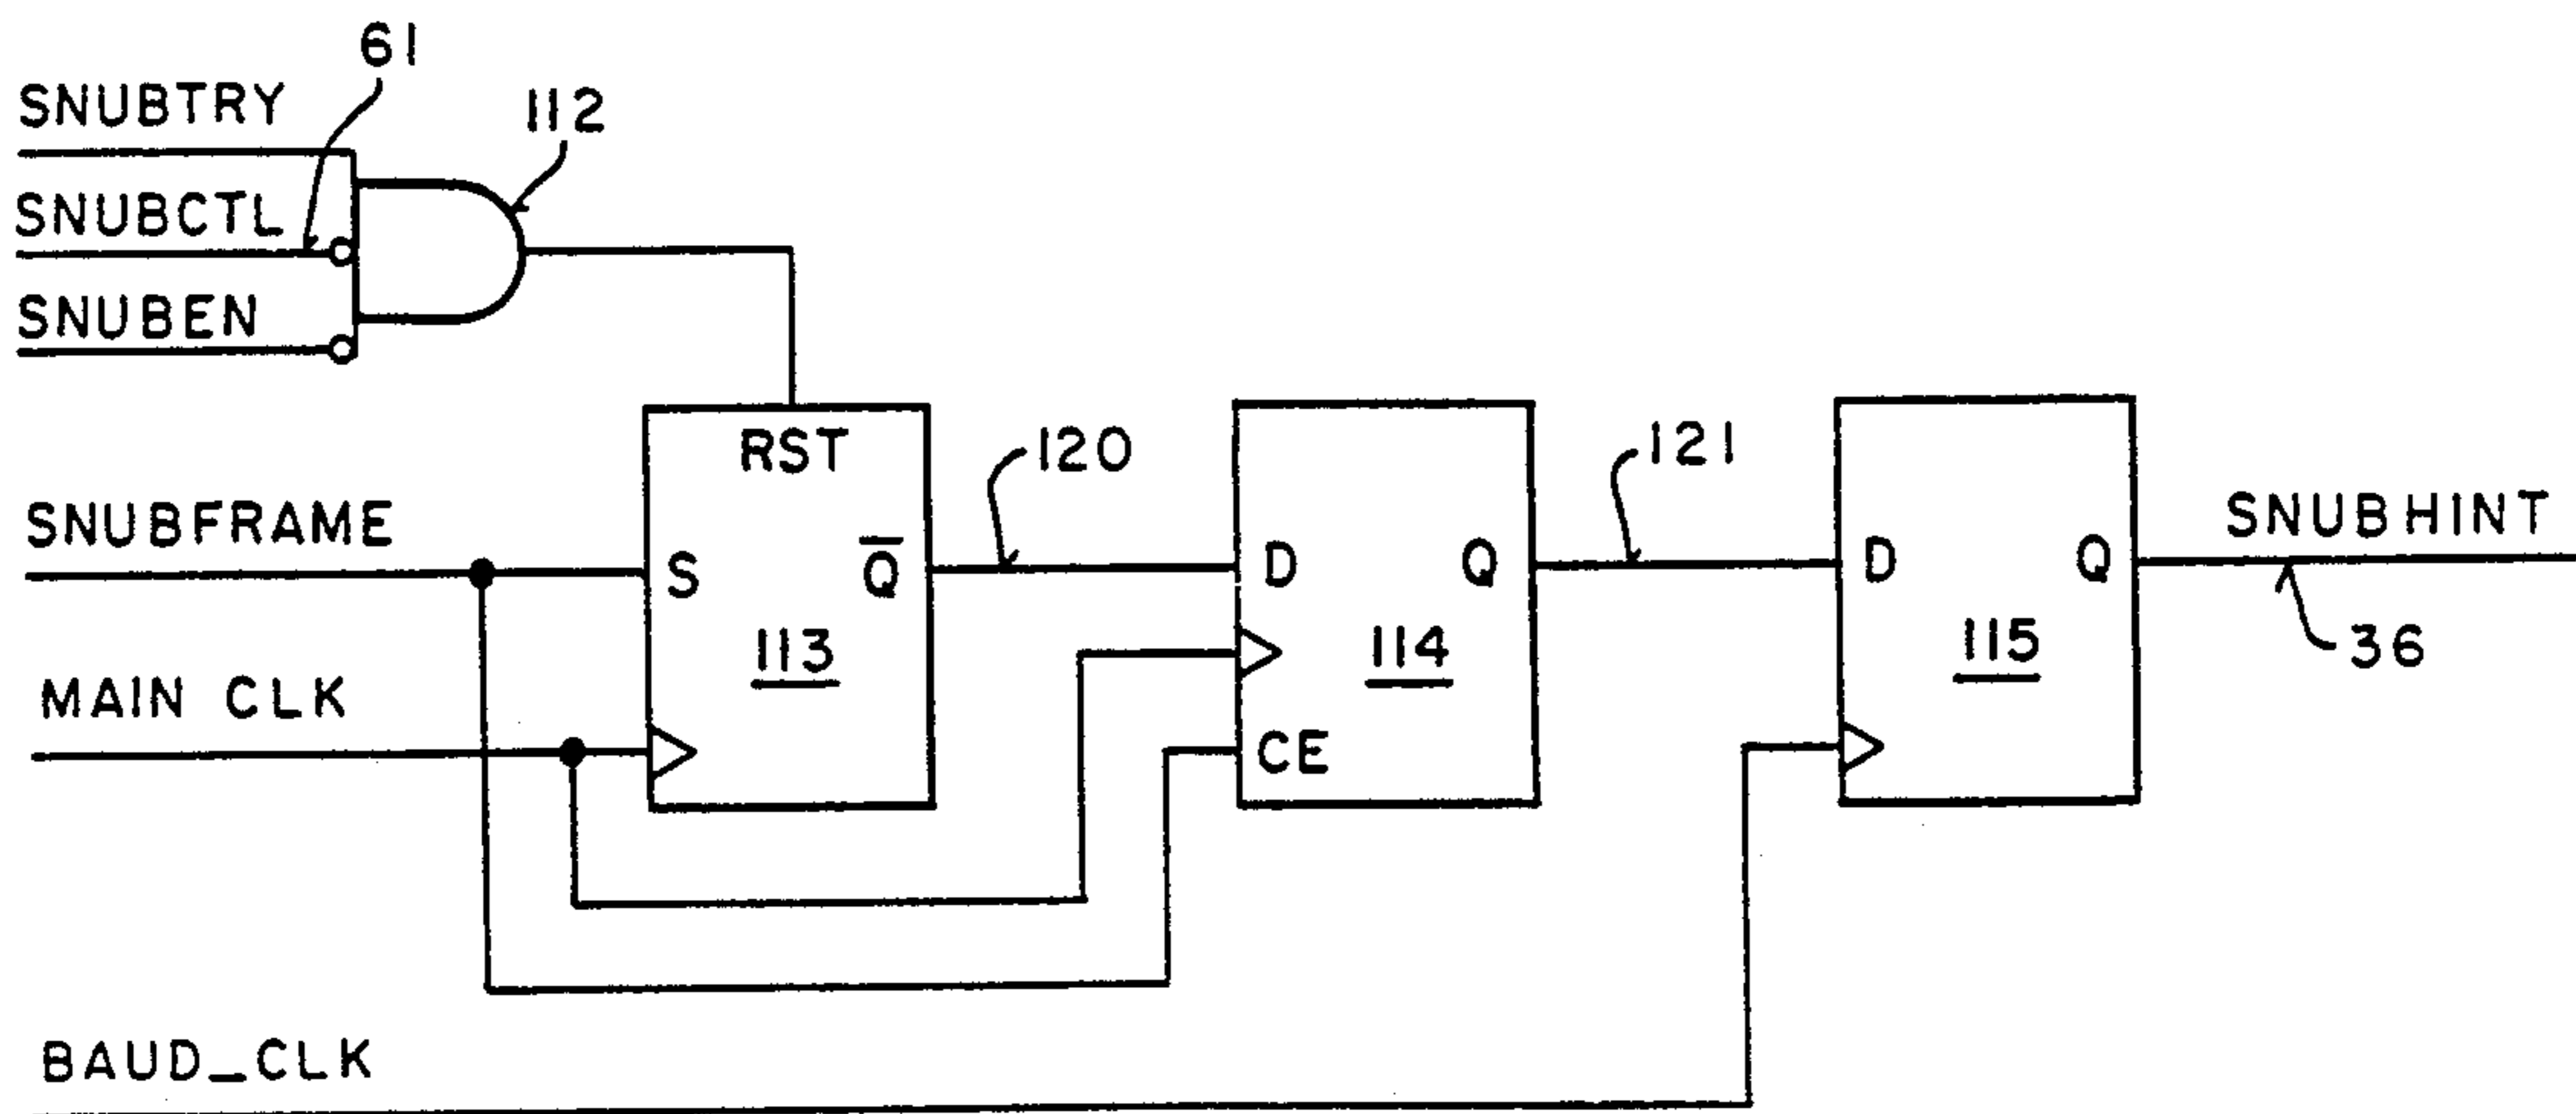 61
SNUBTRY
112
SNUBCTL
SNUBEN
RST
120
121
SNUBFRAME
SNUBHINT
S
Q̅
D
Q
D
Q
113
114
115
36
MAIN CLK
CE
BAUD_CLK